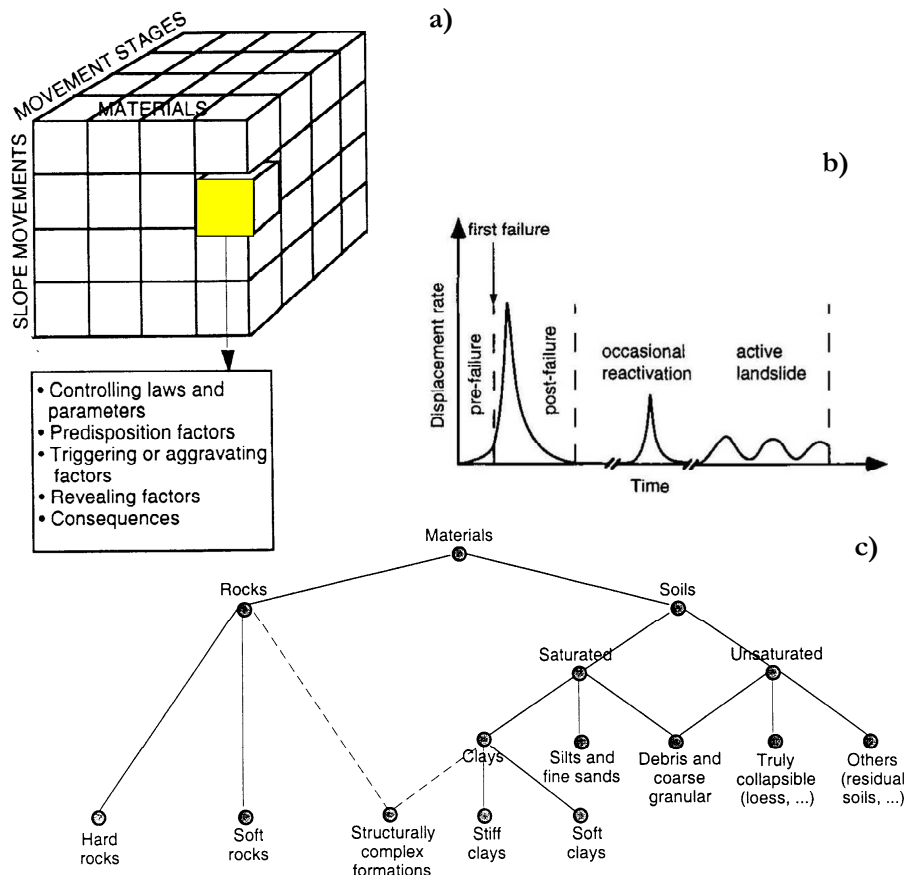 a)
MOVEMENT STAGES
MATERIALS
SLOPE MOVEMENTS
• Controlling laws and
parameters
• Predisposition factors
• Triggering or aggravating
factors
• Revealing factors
• Consequences
b)
first failure
Displacement rate
pre-failure
post-failure
occasional
reactivation
active
landslide
Time
c)
Materials
Rocks
Soils
Saturated
Unsaturated
Clays
Silts and
fine sands
Debris and
coarse
granular
Truly
collapsible
(loess, ...)
Others
(residual
soils, ...)
Hard
rocks
Soft
rocks
Structurally
complex
formations
Stiff
clays
Soft
clays